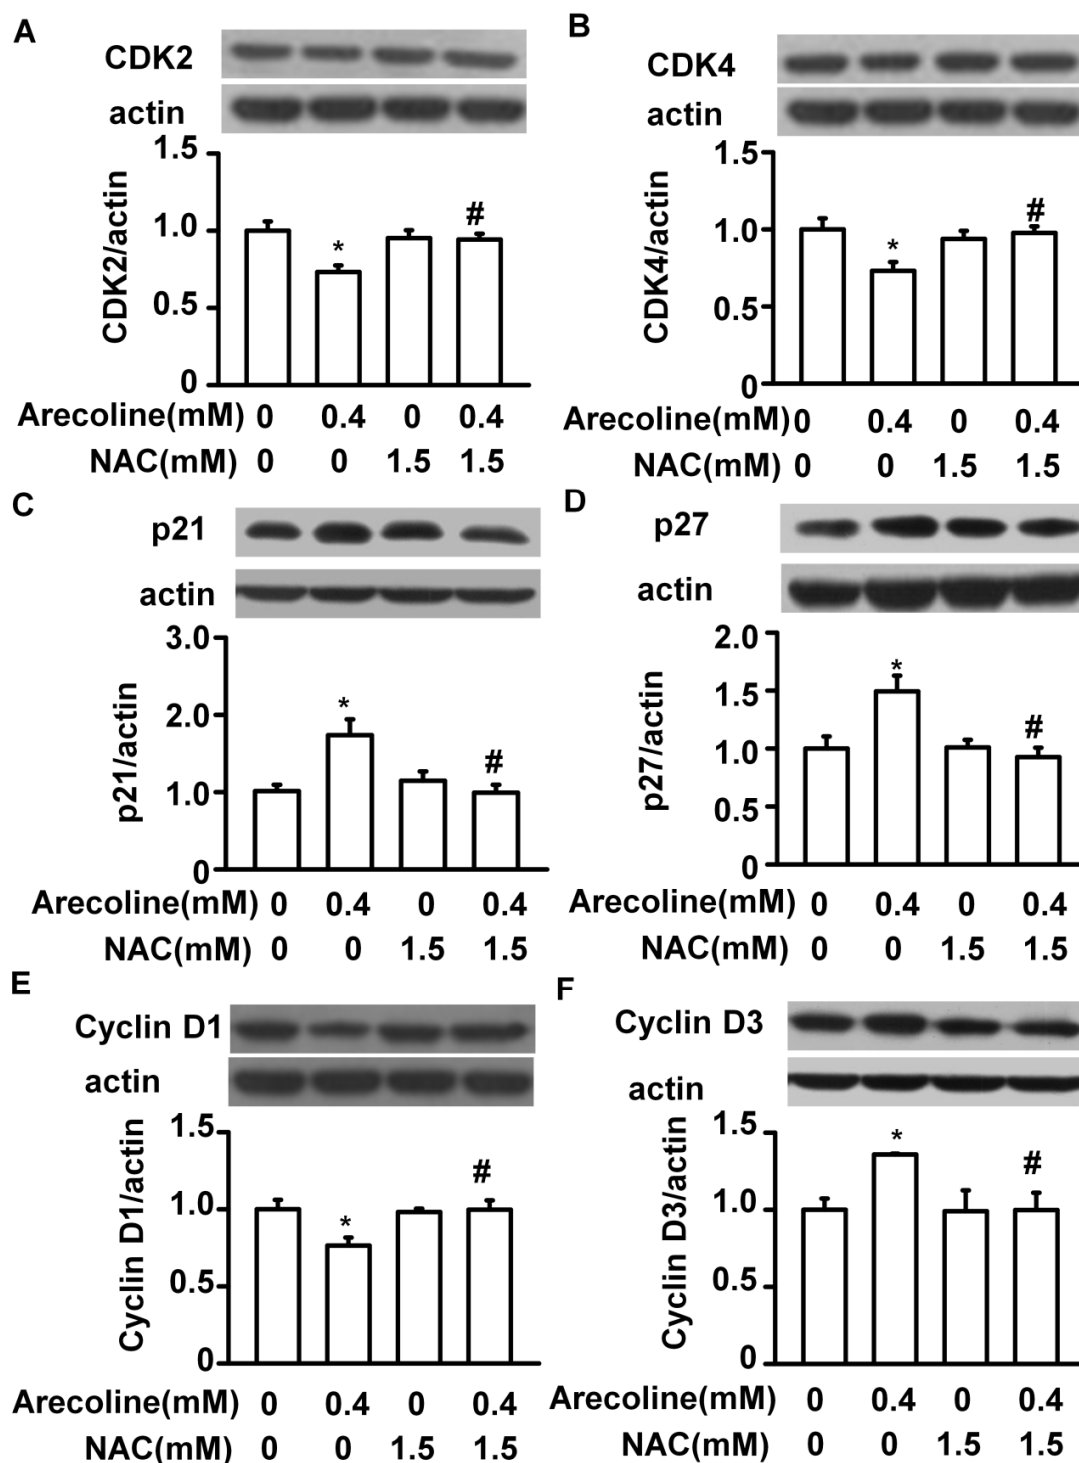 A
CDK2
actin
CDK2/actin
1.5
1.0
0.5
0
*
#
Arecoline(mM) 0 0.4 0 0.4
NAC(mM) 0 0 1.5 1.5
B
CDK4
actin
CDK4/actin
1.5
1.0
0.5
0
*
#
Arecoline(mM) 0 0.4 0 0.4
NAC(mM) 0 0 1.5 1.5
C
p21
actin
p21/actin
3.0
2.0
1.0
0
*
#
Arecoline(mM) 0 0.4 0 0.4
NAC(mM) 0 0 1.5 1.5
D
p27
actin
p27/actin
2.0
1.5
1.0
0.5
0
*
#
Arecoline(mM) 0 0.4 0 0.4
NAC(mM) 0 0 1.5 1.5
E
Cyclin D1
actin
Cyclin D1/actin
1.5
1.0
0.5
0
*
#
Arecoline(mM) 0 0.4 0 0.4
NAC(mM) 0 0 1.5 1.5
F
Cyclin D3
actin
Cyclin D3/actin
1.5
1.0
0.5
0
*
#
Arecoline(mM) 0 0.4 0 0.4
NAC(mM) 0 0 1.5 1.5